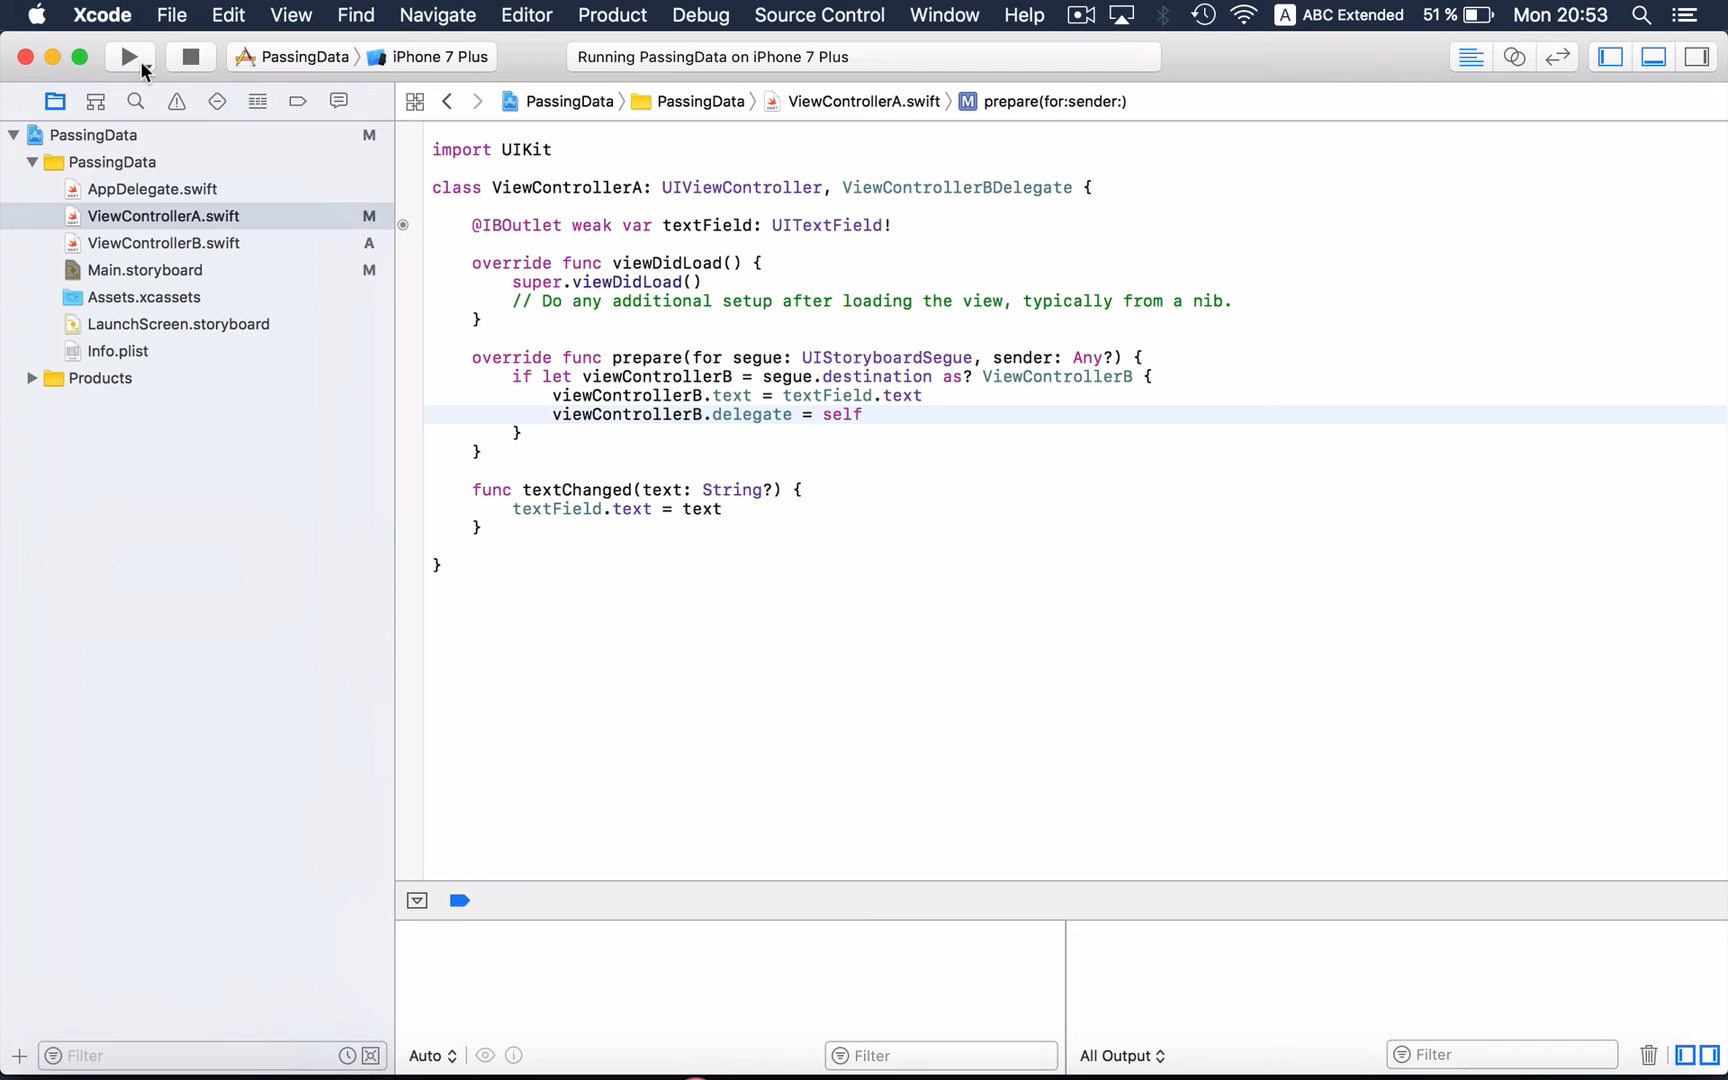 Xcode File Edit View Find Navigate Editor Product Debug Source Control Window Help A ABC Extended 51 % Mon 20:53
PassingData iPhone 7 Plus Running PassingData on iPhone 7 Plus
PassingData PassingData ViewControllerA.swift M prepare(for:sender:)
PassingData M
PassingData
AppDelegate.swift
ViewControllerA.swift M
ViewControllerB.swift A
Main.storyboard M
Assets.xcassets
LaunchScreen.storyboard
Info.plist
Products
import UIKit
class ViewControllerA: UIViewController, ViewControllerBDelegate {
@IBOutlet weak var textField: UITextField!
override func viewDidLoad() {
super.viewDidLoad()
// Do any additional setup after loading the view, typically from a nib.
}
override func prepare(for segue: UIStoryboardSegue, sender: Any?) {
if let viewControllerB = segue.destination as? ViewControllerB {
viewControllerB.text = textField.text
viewControllerB.delegate = self
}
}
func textChanged(text: String?) {
textField.text = text
}
}
Filter Auto Filter All Output Filter